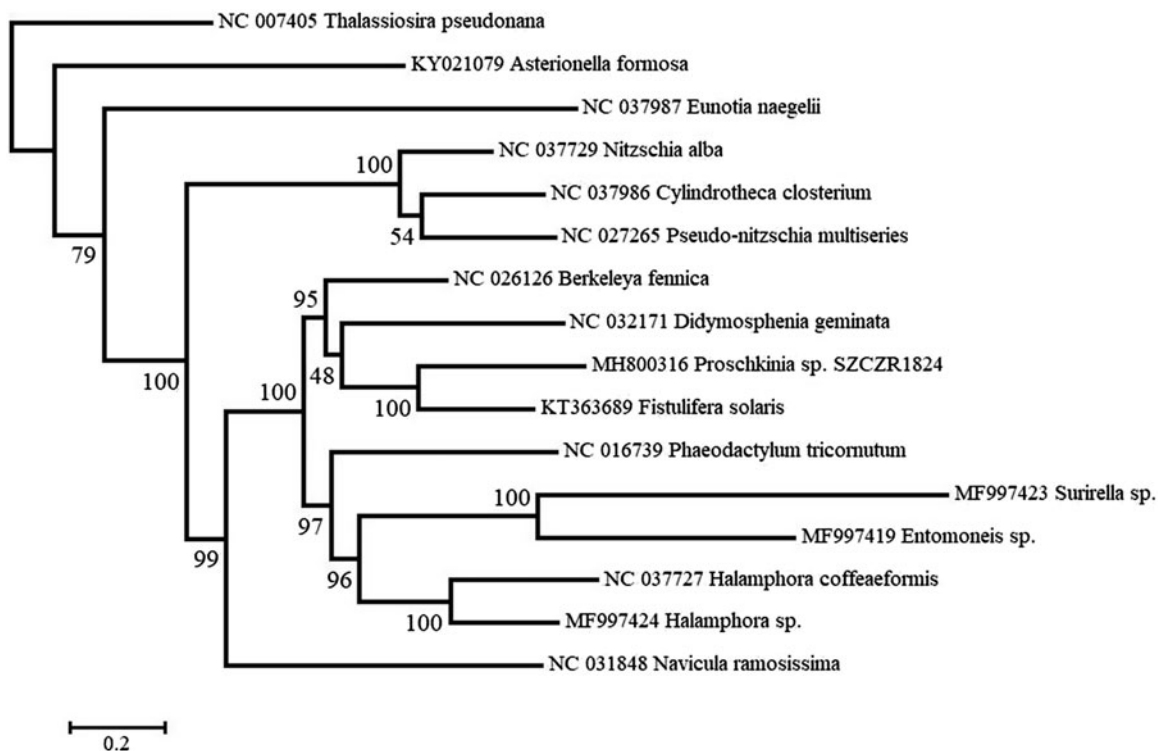 NC 007405 Thalassiosira pseudonana
KY021079 Asterionella formosa
NC 037987 Eunotia naegelii
NC 037729 Nitzschia alba
100
NC 037986 Cylindrotheca closterium
NC 027265 Pseudo-nitzschia multiseries
54
79
NC 026126 Berkeleya fennica
95
NC 032171 Didymosphenia geminata
MH800316 Proschkinia sp. SZCZR1824
48
100
100
100
KT363689 Fistulifera solaris
NC 016739 Phaeodactylum tricornutum
MF997423 Surirella sp.
100
97
MF997419 Entomoneis sp.
99
96
NC 037727 Halamphora coffeaeformis
100
MF997424 Halamphora sp.
NC 031848 Navicula ramosissima
0.2